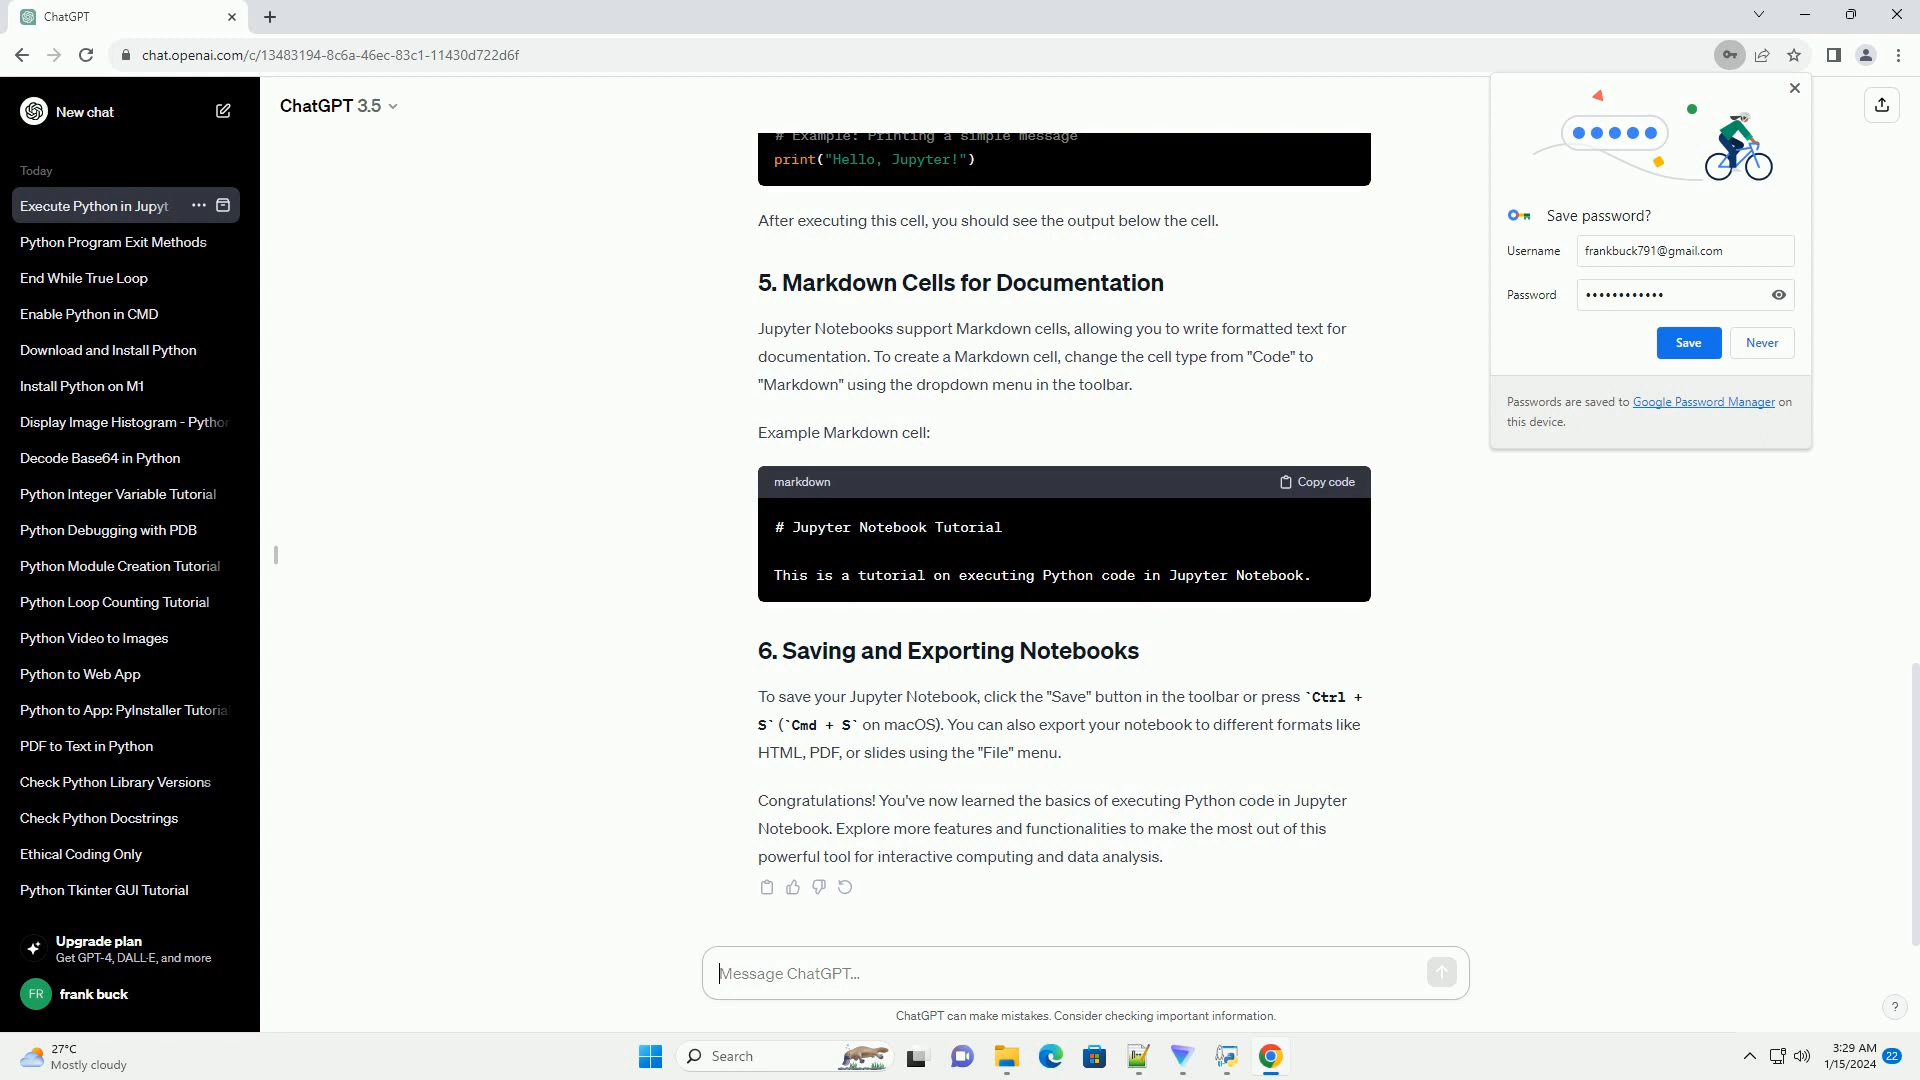 ChatGPT
chat.openai.com/c/13483194-8c6a-46ec-83c1-11430d722d6f
New chat
Today
Execute Python in Jupyt
Python Program Exit Methods
End While True Loop
Enable Python in CMD
Download and Install Python
Install Python on M1
Display Image Histogram - Pytho
Decode Base64 in Python
Python Integer Variable Tutorial
Python Debugging with PDB
Python Module Creation Tutorial
Python Loop Counting Tutorial
Python Video to Images
Python to Web App
Python to App: PyInstaller Tutoria
PDF to Text in Python
Check Python Library Versions
Check Python Docstrings
Ethical Coding Only
Python Tkinter GUI Tutorial
Upgrade plan
Get GPT-4, DALL·E, and more
FR frank buck
ChatGPT 3.5
# Example: Printing a simple message
print("Hello, Jupyter!")
After executing this cell, you should see the output below the cell.
5. Markdown Cells for Documentation
Jupyter Notebooks support Markdown cells, allowing you to write formatted text for
documentation. To create a Markdown cell, change the cell type from "Code" to
"Markdown" using the dropdown menu in the toolbar.
Example Markdown cell:
markdown Copy code
# Jupyter Notebook Tutorial
This is a tutorial on executing Python code in Jupyter Notebook.
6. Saving and Exporting Notebooks
To save your Jupyter Notebook, click the "Save" button in the toolbar or press `Ctrl +
S` (`Cmd + S` on macOS). You can also export your notebook to different formats like
HTML, PDF, or slides using the "File" menu.
Congratulations! You've now learned the basics of executing Python code in Jupyter
Notebook. Explore more features and functionalities to make the most out of this
powerful tool for interactive computing and data analysis.
Message ChatGPT...
ChatGPT can make mistakes. Consider checking important information.
?
Save password?
Username frankbuck791@gmail.com
Password ••••••••••••
Save Never
Passwords are saved to Google Password Manager on
this device.
27°C
Mostly cloudy
Search
3:29 AM
1/15/2024
22